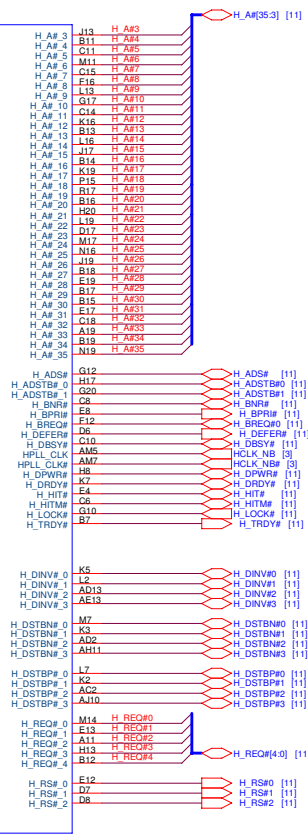 H_A#[35:3] [11]
H_A#_3 J13 H_A#3
H_A#_4 B11 H_A#4
H_A#_5 C11 H_A#5
H_A#_6 M11 H_A#6
H_A#_7 C15 H_A#7
H_A#_8 F16 H_A#8
H_A#_9 L13 H_A#9
H_A#_10 G17 H_A#10
H_A#_11 C14 H_A#11
H_A#_12 K16 H_A#12
H_A#_13 B13 H_A#13
H_A#_14 L16 H_A#14
H_A#_15 J17 H_A#15
H_A#_16 B14 H_A#16
H_A#_17 K19 H_A#17
H_A#_18 P15 H_A#18
H_A#_19 R17 H_A#19
H_A#_20 B16 H_A#20
H_A#_21 H20 H_A#21
H_A#_22 L19 H_A#22
H_A#_23 D17 H_A#23
H_A#_24 M17 H_A#24
H_A#_25 N16 H_A#25
H_A#_26 J19 H_A#26
H_A#_27 B18 H_A#27
H_A#_28 E19 H_A#28
H_A#_29 B17 H_A#29
H_A#_30 B15 H_A#30
H_A#_31 E17 H_A#31
H_A#_32 C18 H_A#32
H_A#_33 A19 H_A#33
H_A#_34 B19 H_A#34
H_A#_35 N19 H_A#35
H_ADS# G12 H_ADS# [11]
H_ADSTB#_0 H17 H_ADSTB#0 [11]
H_ADSTB#_1 G20 H_ADSTB#1 [11]
H_BNR# C8 H_BNR# [11]
H_BPRI# E8 H_BPRI# [11]
H_BREQ# F12 H_BREQ#0 [11]
H_DEFER# D6 H_DEFER# [11]
H_DBSY# C10 H_DBSY# [11]
HPLL_CLK AM5 HCLK_NB [3]
HPLL_CLK# AM7 HCLK_NB# [3]
H_DPWR# H8 H_DPWR# [11]
H_DRDY# K7 H_DRDY# [11]
H_HIT# E4 H_HIT# [11]
H_HITM# C6 H_HITM# [11]
H_LOCK# G10 H_LOCK# [11]
H_TRDY# B7 H_TRDY# [11]
H_DINV#_0 K5 H_DINV#0 [11]
H_DINV#_1 L2 H_DINV#1 [11]
H_DINV#_2 AD13 H_DINV#2 [11]
H_DINV#_3 AE13 H_DINV#3 [11]
H_DSTBN#_0 M7 H_DSTBN#0 [11]
H_DSTBN#_1 K3 H_DSTBN#1 [11]
H_DSTBN#_2 AD2 H_DSTBN#2 [11]
H_DSTBN#_3 AH11 H_DSTBN#3 [11]
H_DSTBP#_0 L7 H_DSTBP#0 [11]
H_DSTBP#_1 K2 H_DSTBP#1 [11]
H_DSTBP#_2 AC2 H_DSTBP#2 [11]
H_DSTBP#_3 AJ10 H_DSTBP#3 [11]
H_REQ#_0 M14 H_REQ#0
H_REQ#_1 E13 H_REQ#1
H_REQ#_2 A11 H_REQ#2
H_REQ#_3 H13 H_REQ#3 H_REQ#[4:0] [11]
H_REQ#_4 B12 H_REQ#4
H_RS#_0 E12 H_RS#0 [11]
H_RS#_1 D7 H_RS#1 [11]
H_RS#_2 D8 H_RS#2 [11]